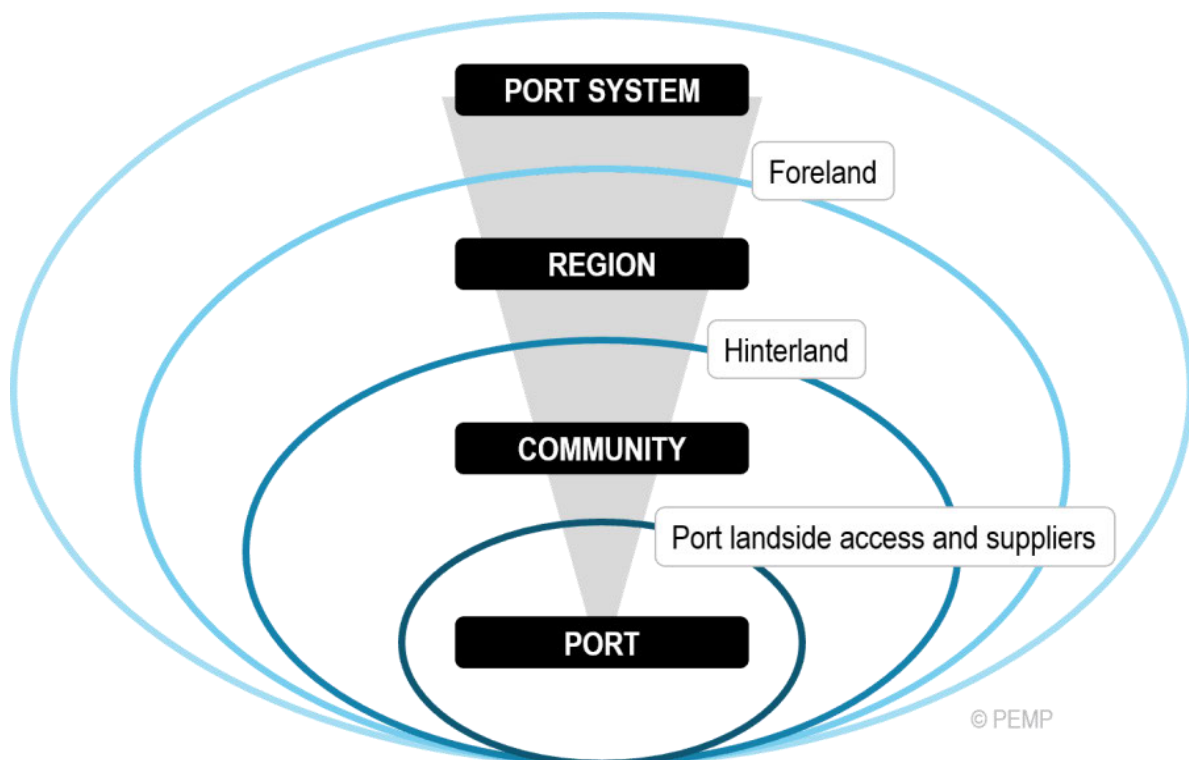 PORT SYSTEM
Foreland
REGION
Hinterland
COMMUNITY
Port landside access and suppliers
PORT
© PEMP